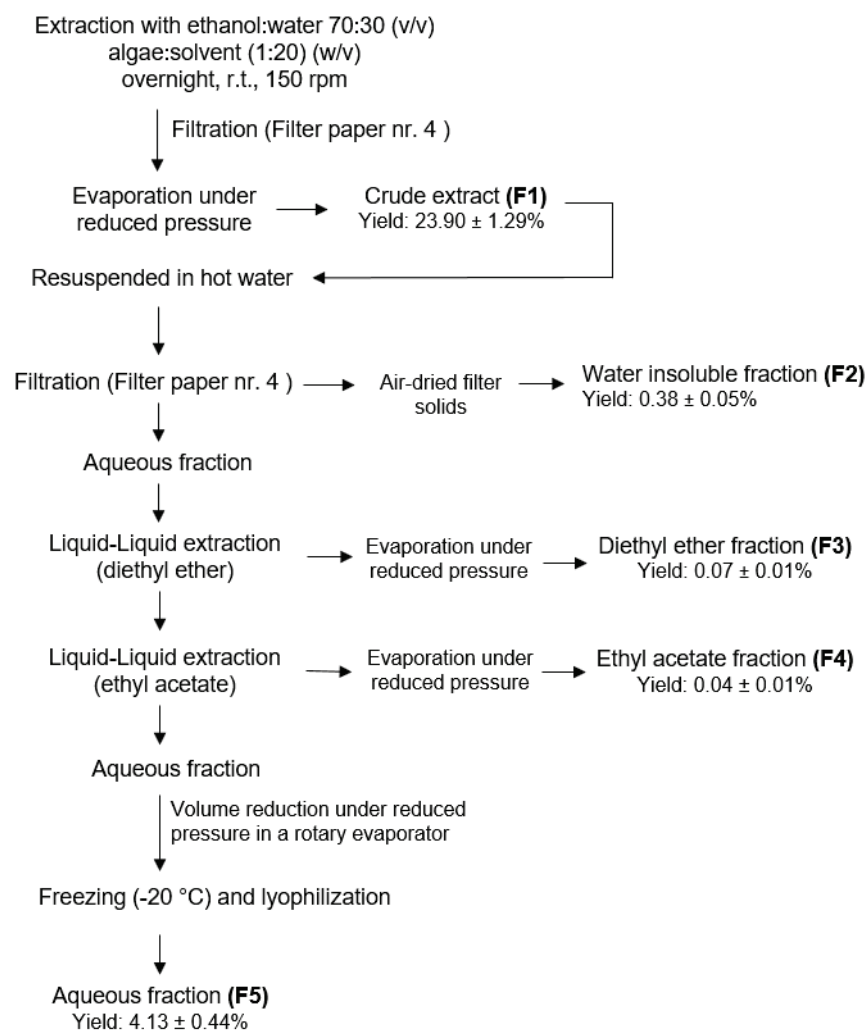 Extraction with ethanol:water 70:30 (v/v)
algae:solvent (1:20) (w/v)
overnight, r.t., 150 rpm
Filtration (Filter paper nr. 4 )
Evaporation under
reduced pressure
Crude extract (F1)
Yield: 23.90 ± 1.29%
Resuspended in hot water
Filtration (Filter paper nr. 4 )
Air-dried filter
solids
Water insoluble fraction (F2)
Yield: 0.38 ± 0.05%
Aqueous fraction
Liquid-Liquid extraction
(diethyl ether)
Evaporation under
reduced pressure
Diethyl ether fraction (F3)
Yield: 0.07 ± 0.01%
Liquid-Liquid extraction
(ethyl acetate)
Evaporation under
reduced pressure
Ethyl acetate fraction (F4)
Yield: 0.04 ± 0.01%
Aqueous fraction
Volume reduction under reduced
pressure in a rotary evaporator
Freezing (-20 °C) and lyophilization
Aqueous fraction (F5)
Yield: 4.13 ± 0.44%